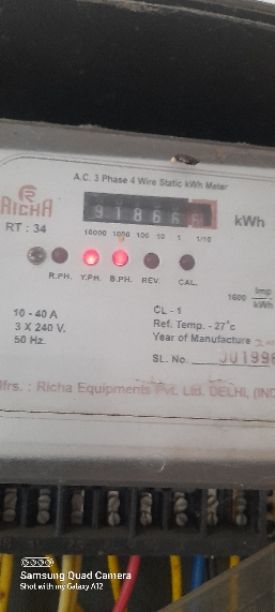 A.C. 3 Phase 4 Wire Static kWh Meter
RICHA
RT : 34
91866
kWh
10000 1000 100 10 1 1/10
R.PH. Y.PH. B.PH. REV. CAL.
1600 Imp/kWh
10 - 40 A
3 X 240 V.
50 Hz.
CL - 1
Ref. Temp. - 27°c
Year of Manufacture
SL. No. 001996
Mfrs. : Richa Equipments Pvt. Ltd. DELHI, (IND
Samsung Quad Camera
Shot with my Galaxy A12